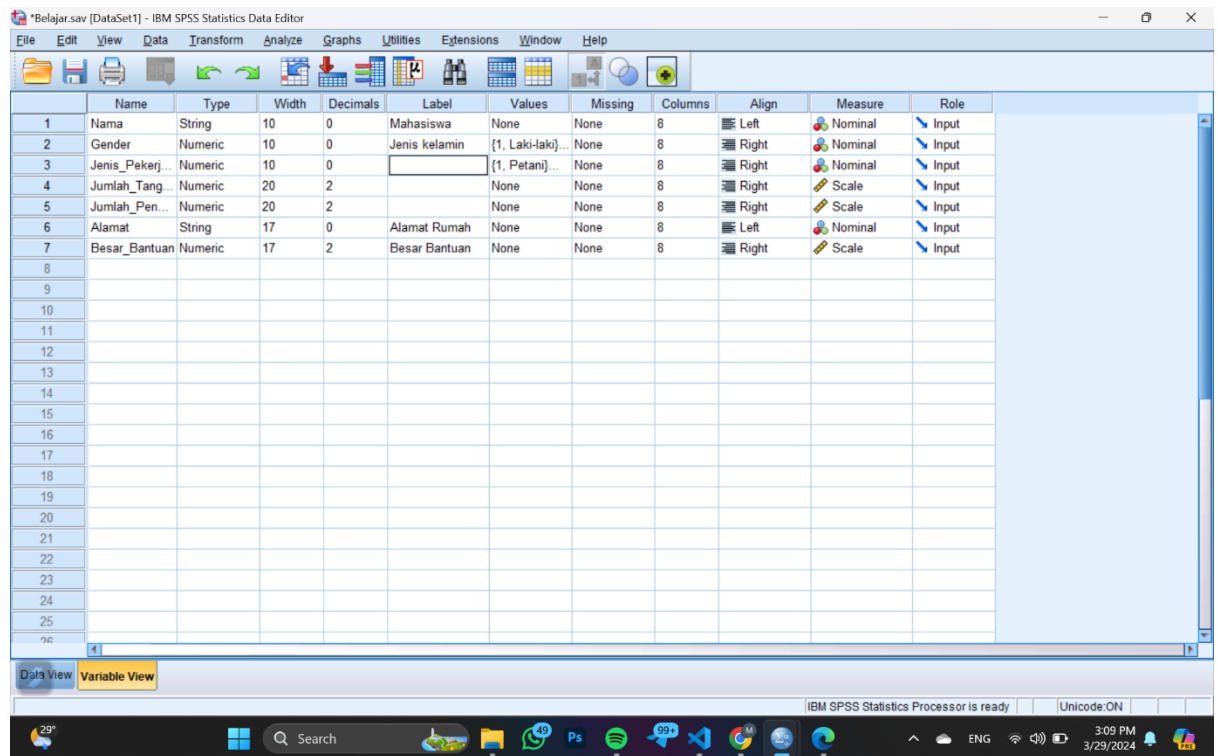 *Belajar.sav [DataSet1] - IBM SPSS Statistics Data Editor
File Edit View Data Transform Analyze Graphs Utilities Extensions Window Help
Name Type Width Decimals Label Values Missing Columns Align Measure Role
1 Nama String 10 0 Mahasiswa None None 8 Left Nominal Input
2 Gender Numeric 10 0 Jenis kelamin {1, Laki-laki}... None 8 Right Nominal Input
3 Jenis_Pekerj... Numeric 10 0 {1, Petani}... None 8 Right Nominal Input
4 Jumlah_Tang... Numeric 20 2 None None 8 Right Scale Input
5 Jumlah_Pen... Numeric 20 2 None None 8 Right Scale Input
6 Alamat String 17 0 Alamat Rumah None None 8 Left Nominal Input
7 Besar_Bantuan Numeric 17 2 Besar Bantuan None None 8 Right Scale Input
8
9
10
11
12
13
14
15
16
17
18
19
20
21
22
23
24
25
26
Data View Variable View
IBM SPSS Statistics Processor is ready Unicode:ON
29° Search 49 Ps 99+ M ENG 3:09 PM
3/29/2024 PRE